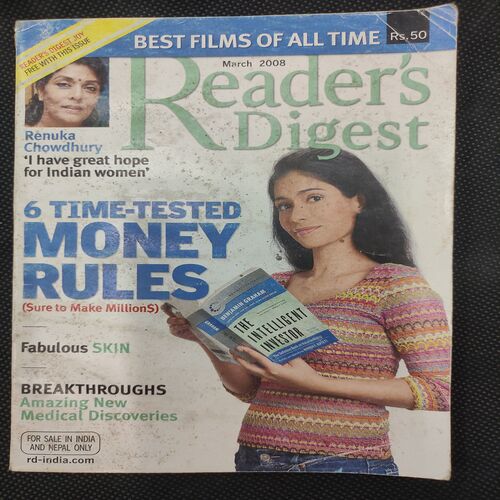 BEST FILMS OF ALL TIME
Rs.50
READER'S DIGEST JOY
FREE WITH THIS ISSUE
March 2008
Reader's
Digest
Renuka
Chowdhury
'I have great hope
for Indian women'
6 TIME-TESTED
MONEY
RULES
(Sure to Make Million$)
BENJAMIN GRAHAM
THE INTELLIGENT
INVESTOR
Fabulous SKIN
BREAKTHROUGHS
Amazing New
Medical Discoveries
FOR SALE IN INDIA
AND NEPAL ONLY
rd-india.com